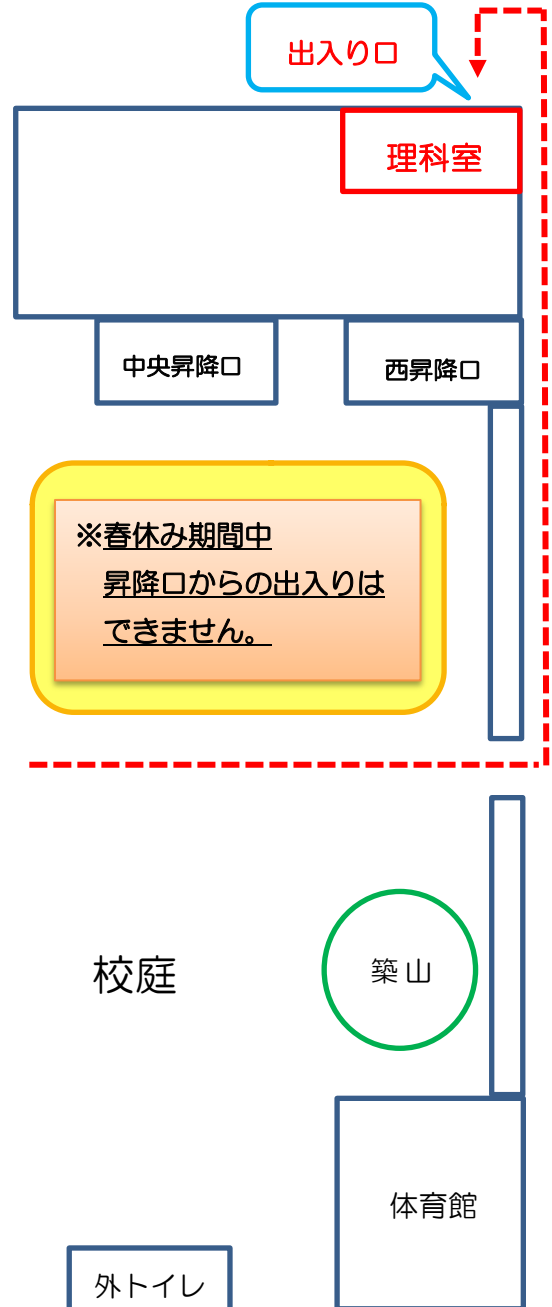 出入り口
理科室
中央昇降口
西昇降口
※春休み期間中
昇降口からの出入りは
できません。
校庭
築山
体育館
外トイレ